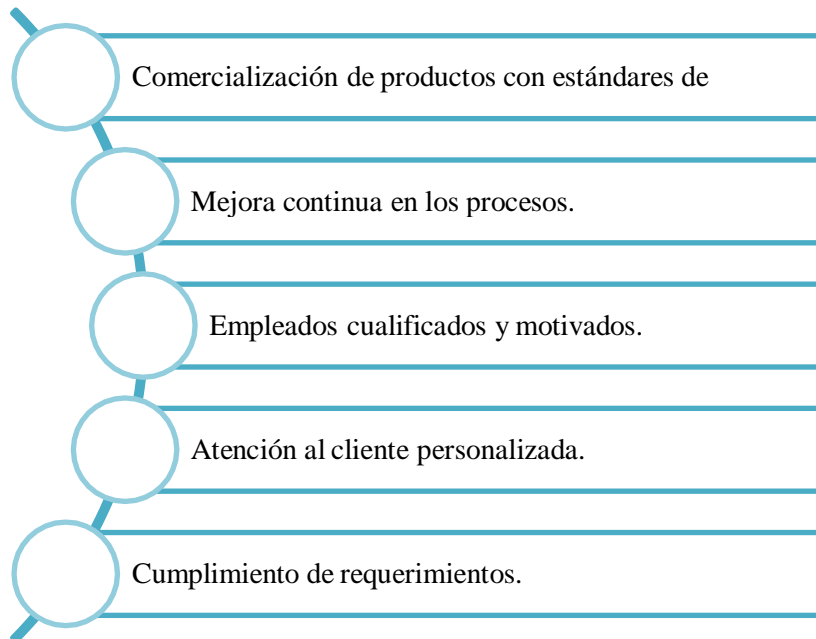 Comercialización de productos con estándares de
Mejora continua en los procesos.
Empleados cualificados y motivados.
Atención al cliente personalizada.
Cumplimiento de requerimientos.